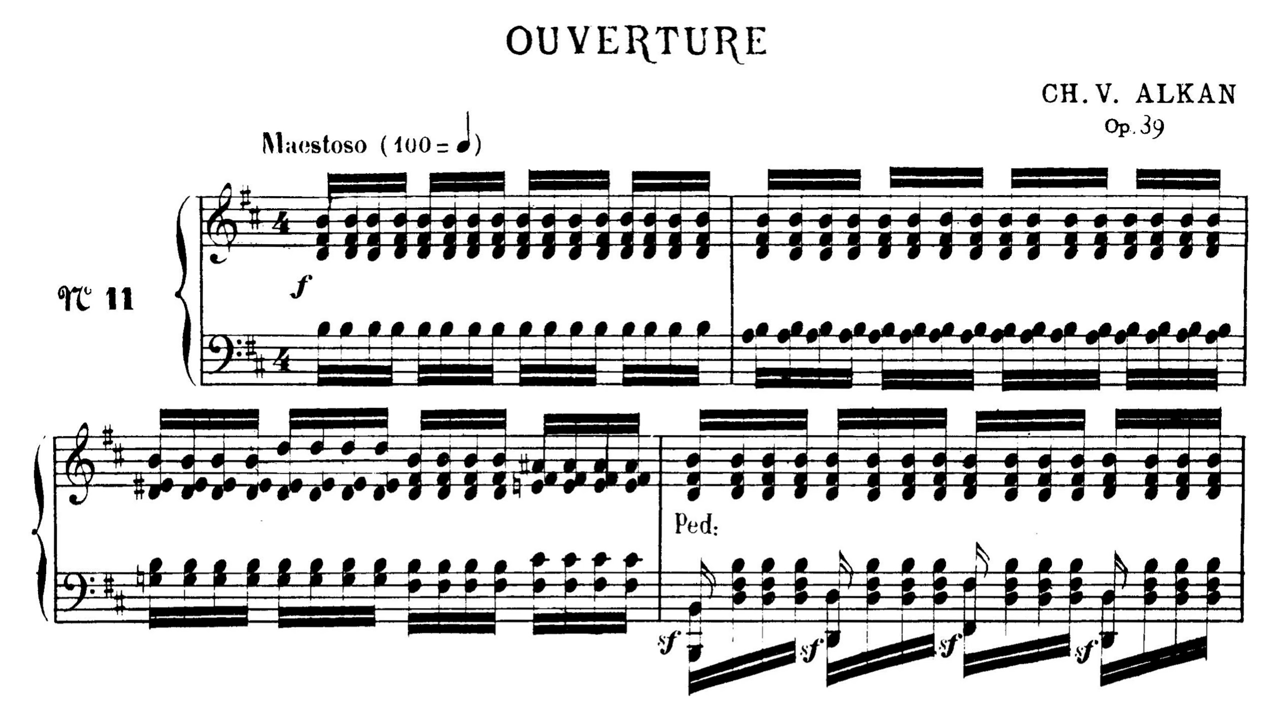 OUVERTURE
CH. V. ALKAN
Op. 39
Maestoso (100 = ♩)
f
Nº 11
Ped:
sf sf sf sf